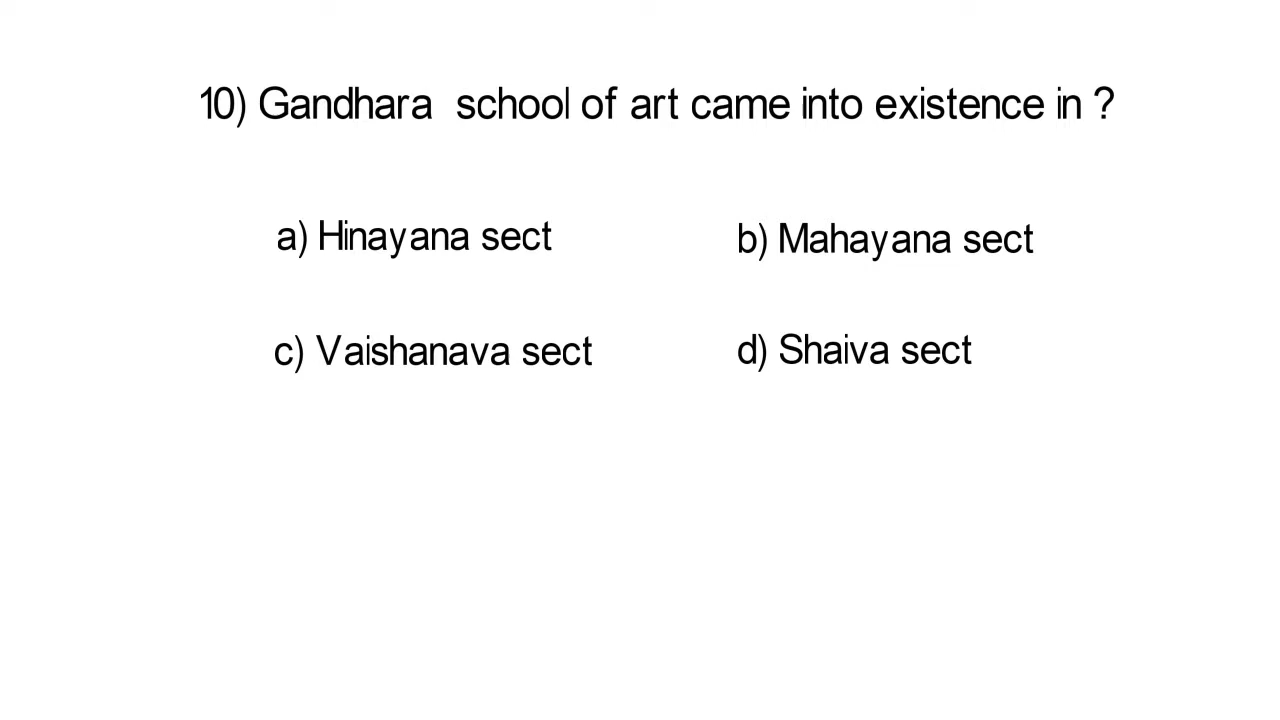 10) Gandhara school of art came into existence in ?
a) Hinayana sect b) Mahayana sect
c) Vaishanava sect d) Shaiva sect